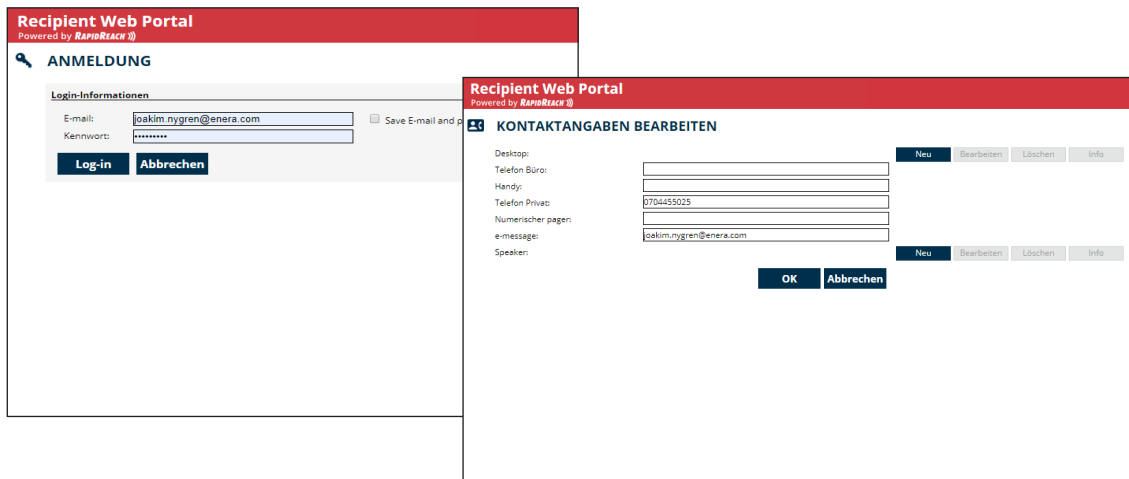 Recipient Web Portal
Powered by RAPIDREACH
ANMELDUNG
Login-Informationen
E-mail: joakim.nygren@enera.com Save E-mail and p
Kennwort: •••••••••
Log-in Abbrechen
Recipient Web Portal
Powered by RAPIDREACH
KONTAKTANGABEN BEARBEITEN
Desktop: Neu Bearbeiten Löschen Info
Telefon Büro:
Handy:
Telefon Privat: 0704455025
Numerischer pager:
e-message: joakim.nygren@enera.com
Speaker: Neu Bearbeiten Löschen Info
OK Abbrechen